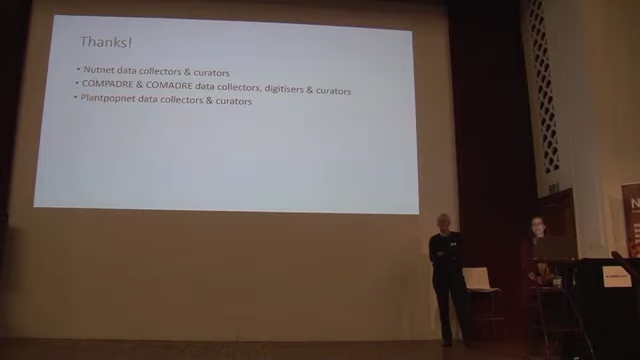 Thanks!
• Nutnet data collectors & curators
• COMPADRE & COMADRE data collectors, digitisers & curators
• Plantpopnet data collectors & curators